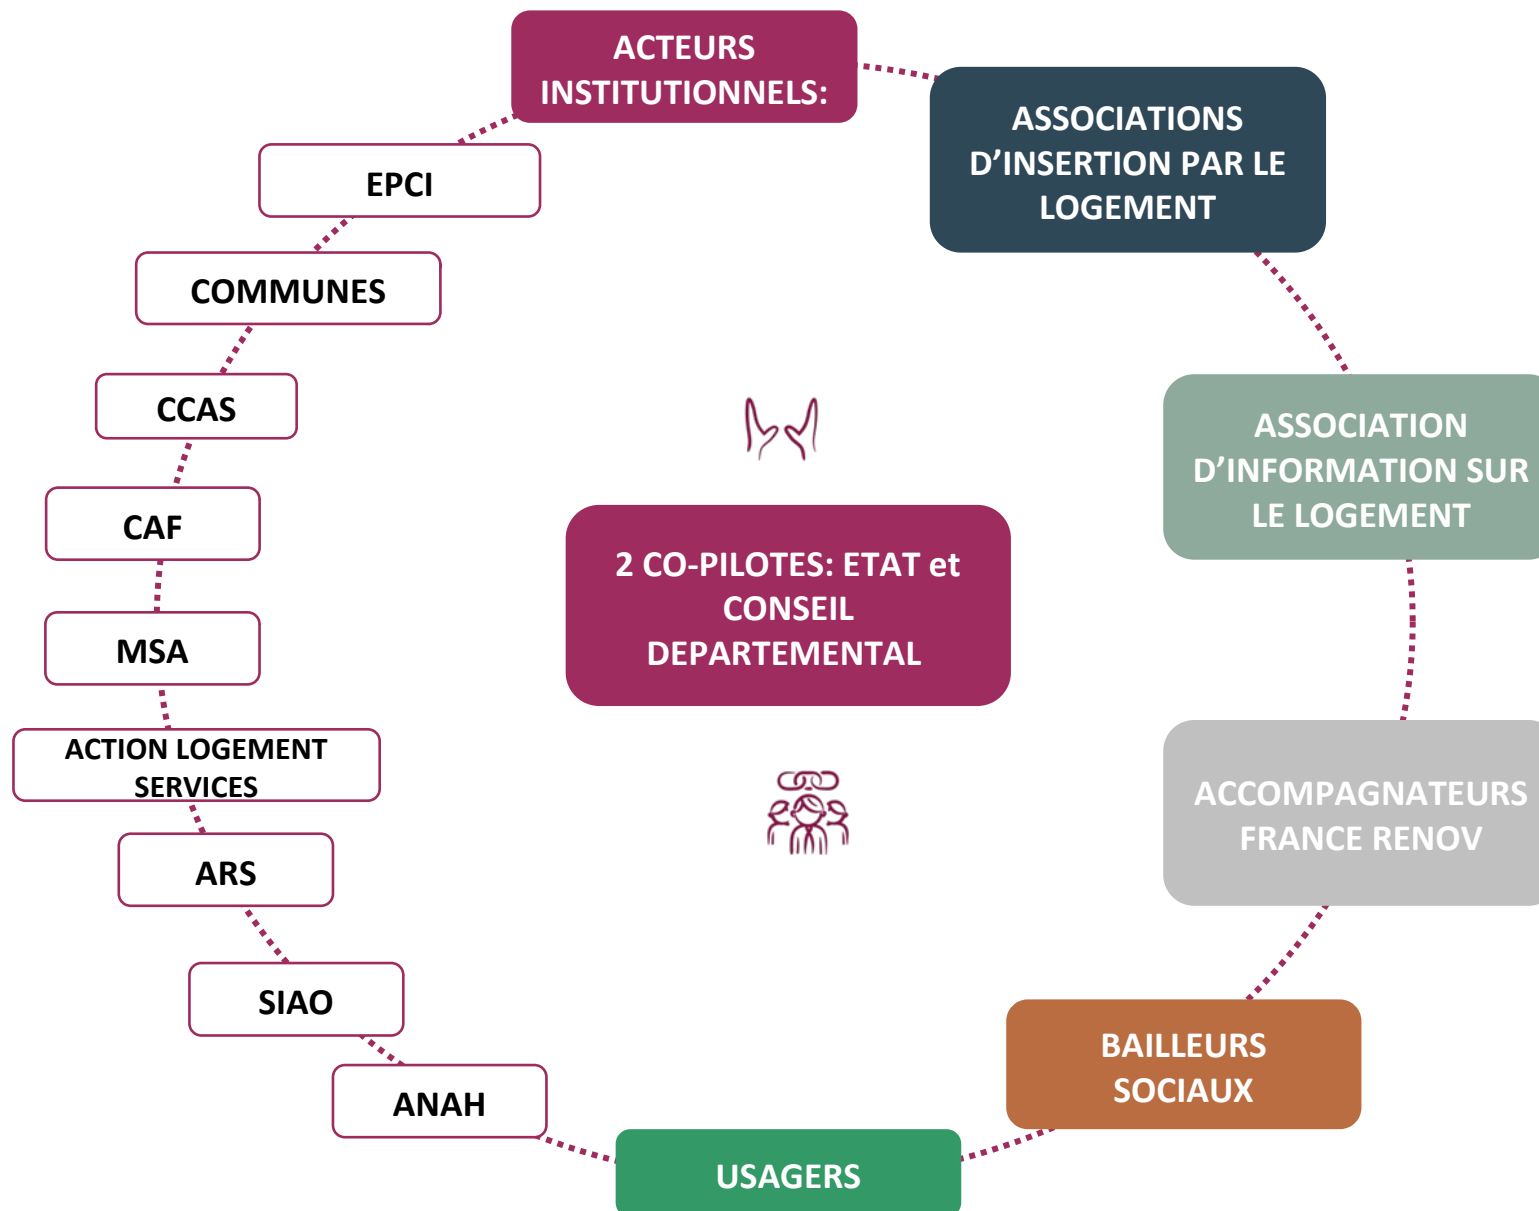 ACTEURS
INSTITUTIONNELS:
EPCI
COMMUNES
CCAS
CAF
MSA
ACTION LOGEMENT
SERVICES
ARS
SIAO
ANAH
2 CO-PILOTES: ETAT et
CONSEIL
DEPARTEMENTAL
ASSOCIATIONS
D’INSERTION PAR LE
LOGEMENT
ASSOCIATION
D’INFORMATION SUR
LE LOGEMENT
ACCOMPAGNATEURS
FRANCE RENOV
BAILLEURS
SOCIAUX
USAGERS